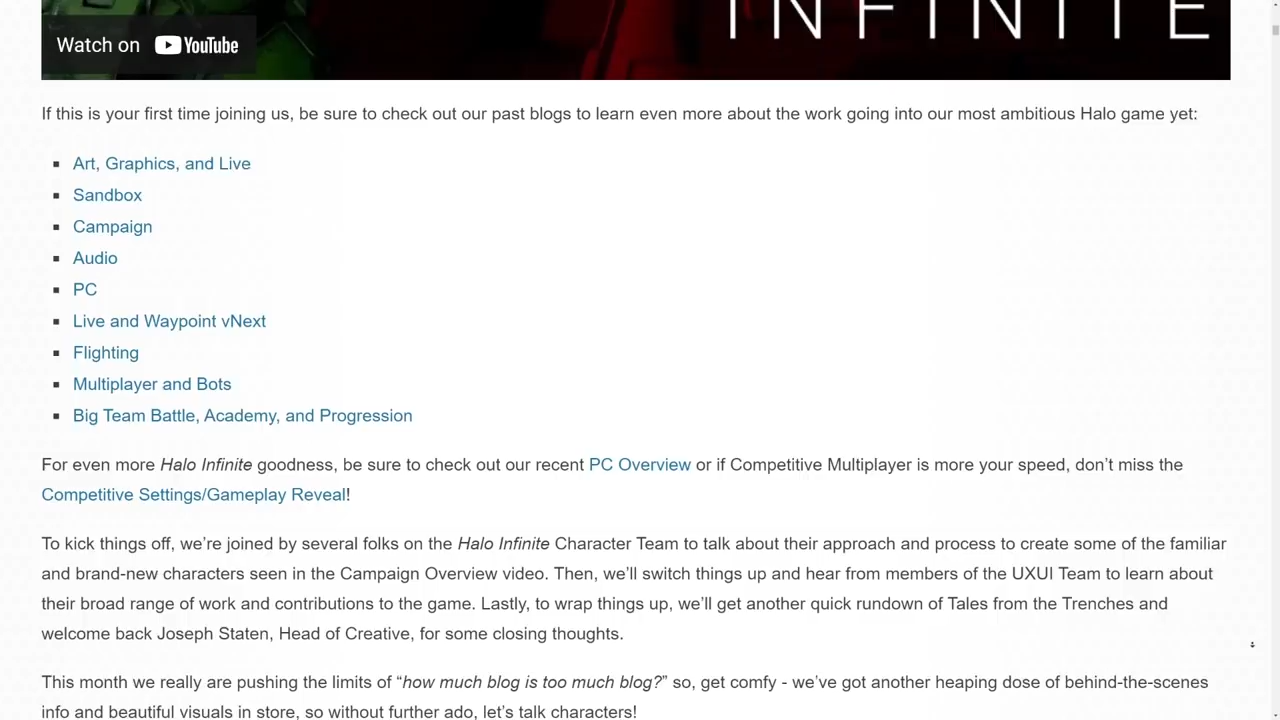 INFINITE
Watch on YouTube
If this is your first time joining us, be sure to check out our past blogs to learn even more about the work going into our most ambitious Halo game yet:
Art, Graphics, and Live
Sandbox
Campaign
Audio
PC
Live and Waypoint vNext
Flighting
Multiplayer and Bots
Big Team Battle, Academy, and Progression
For even more Halo Infinite goodness, be sure to check out our recent PC Overview or if Competitive Multiplayer is more your speed, don’t miss the
Competitive Settings/Gameplay Reveal!
To kick things off, we’re joined by several folks on the Halo Infinite Character Team to talk about their approach and process to create some of the familiar
and brand-new characters seen in the Campaign Overview video. Then, we’ll switch things up and hear from members of the UXUI Team to learn about
their broad range of work and contributions to the game. Lastly, to wrap things up, we’ll get another quick rundown of Tales from the Trenches and
welcome back Joseph Staten, Head of Creative, for some closing thoughts.
This month we really are pushing the limits of “how much blog is too much blog?” so, get comfy - we’ve got another heaping dose of behind-the-scenes
info and beautiful visuals in store, so without further ado, let’s talk characters!